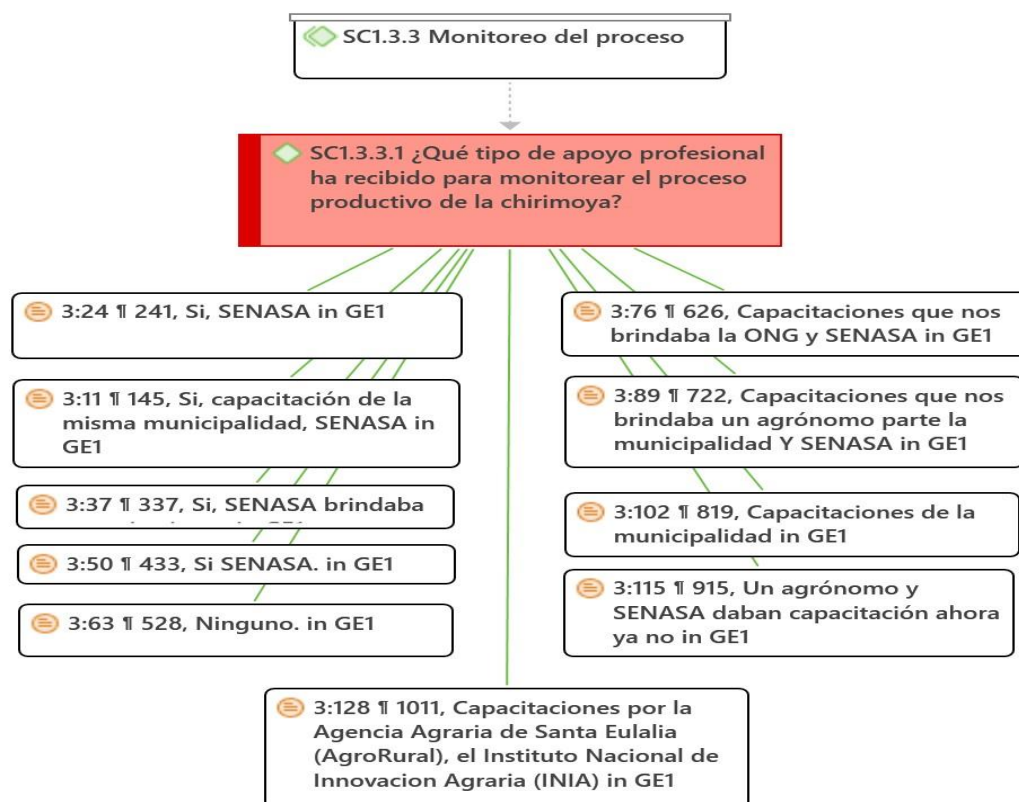 SC1.3.3 Monitoreo del proceso
SC1.3.3.1 ¿Qué tipo de apoyo profesional
ha recibido para monitorear el proceso
productivo de la chirimoya?
3:24 ¶ 241, Si, SENASA in GE1
3:11 ¶ 145, Si, capacitación de la
misma municipalidad, SENASA in
GE1
3:37 ¶ 337, Si, SENASA brindaba
3:50 ¶ 433, Si SENASA. in GE1
3:63 ¶ 528, Ninguno. in GE1
3:76 ¶ 626, Capacitaciones que nos
brindaba la ONG y SENASA in GE1
3:89 ¶ 722, Capacitaciones que nos
brindaba un agrónomo parte la
municipalidad Y SENASA in GE1
3:102 ¶ 819, Capacitaciones de la
municipalidad in GE1
3:115 ¶ 915, Un agrónomo y
SENASA daban capacitación ahora
ya no in GE1
3:128 ¶ 1011, Capacitaciones por la
Agencia Agraria de Santa Eulalia
(AgroRural), el Instituto Nacional de
Innovacion Agraria (INIA) in GE1